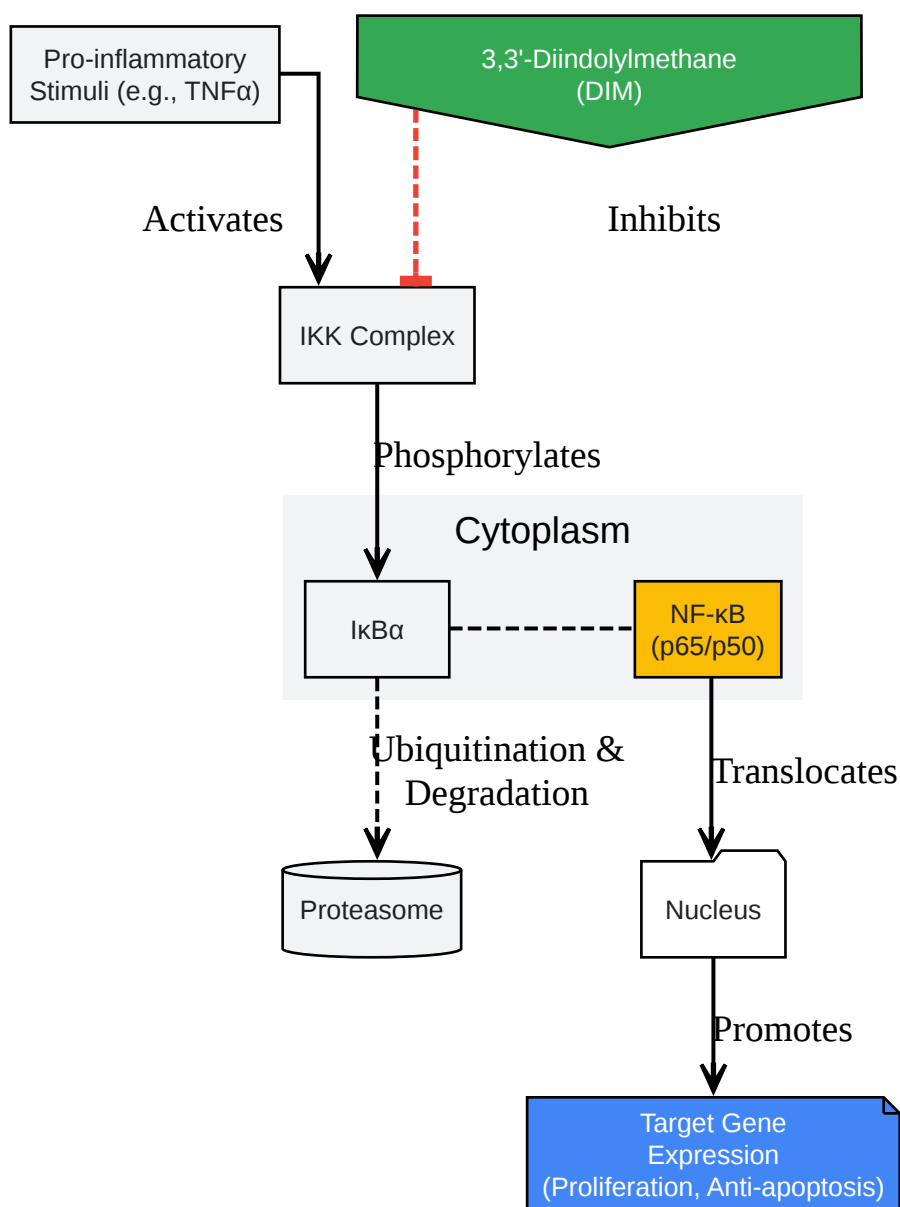 Pro-inflammatory
Stimuli (e.g., TNFα)
3,3'-Diindolylmethane
(DIM)
Activates
Inhibits
IKK Complex
Phosphorylates
Cytoplasm
IκBα
NF-κB
(p65/p50)
Ubiquitination &
Degradation
Translocates
Proteasome
Nucleus
Promotes
Target Gene
Expression
(Proliferation, Anti-apoptosis)